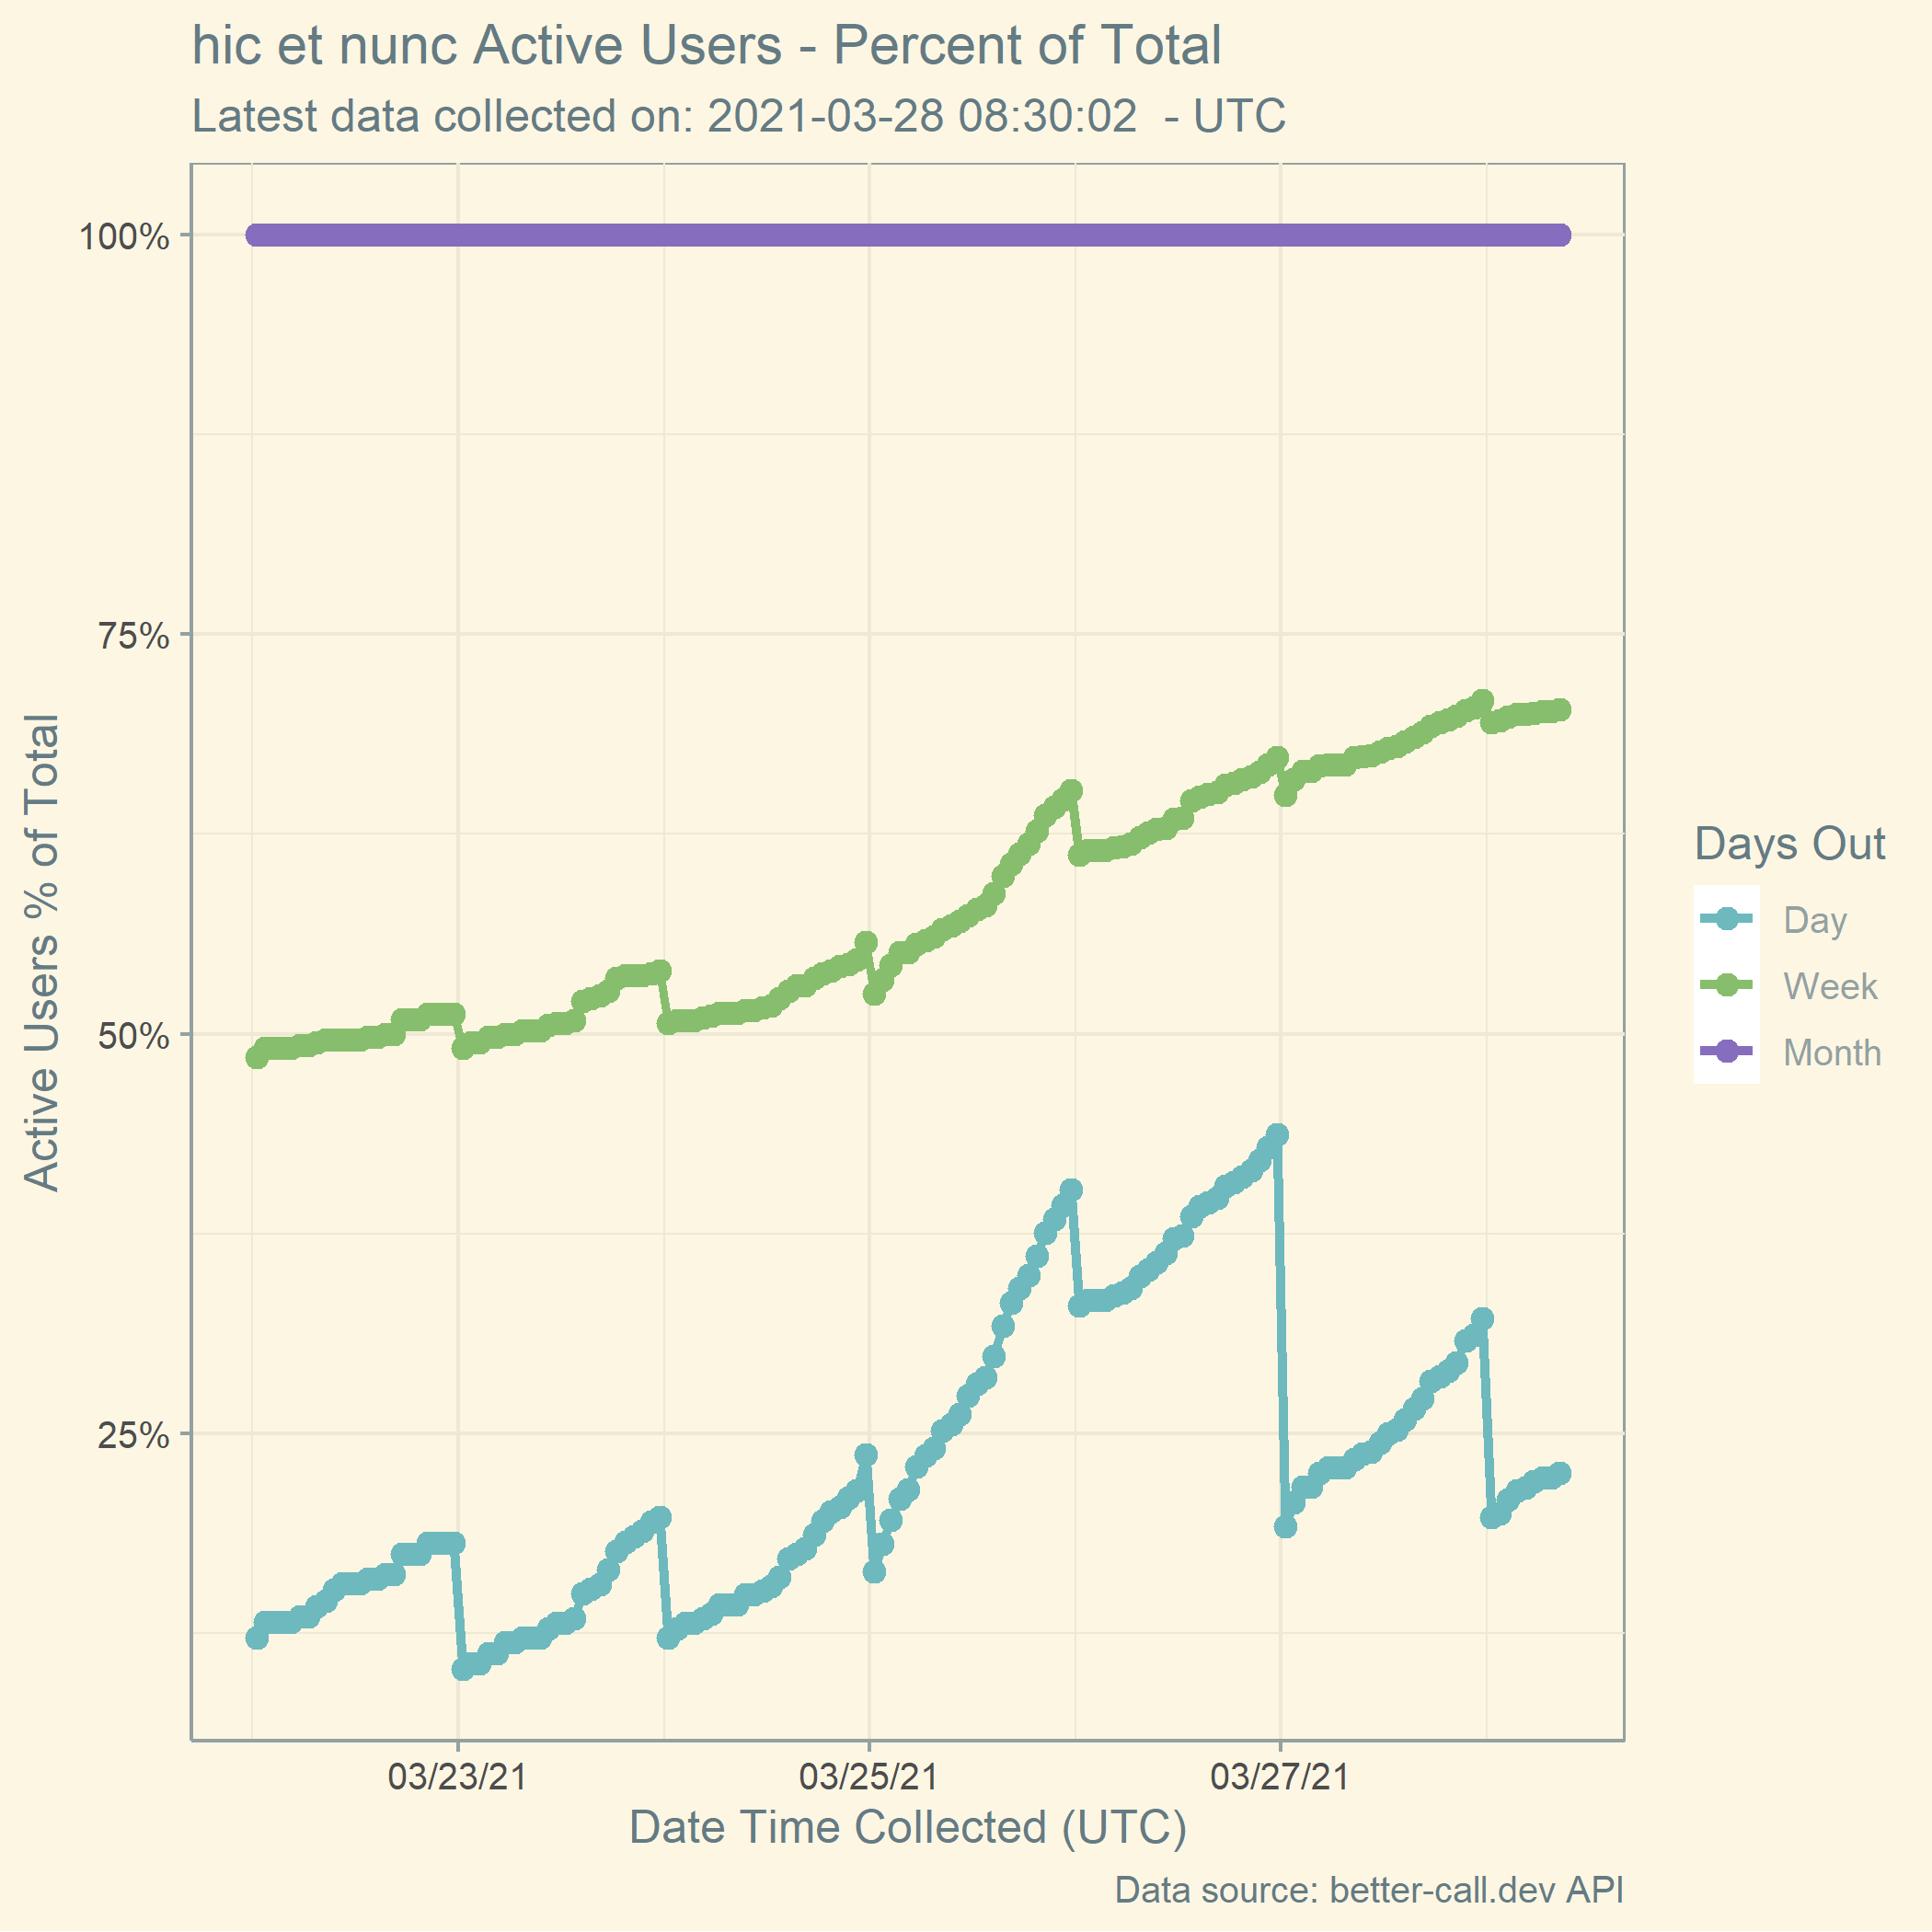 hic et nunc Active Users - Percent of Total
Latest data collected on: 2021-03-28 08:30:02  - UTC
100%
75%
50%
25%
Active Users % of Total
03/23/21
03/25/21
03/27/21
Date Time Collected (UTC)
Days Out
Day
Week
Month
Data source: better-call.dev API